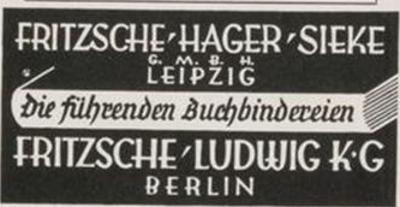 FRITZSCHE-HAGER-SIEKE
G. M. B. H.
LEIPZIG
Die führenden Buchbindereien
FRITZSCHE-LUDWIG K·G
BERLIN